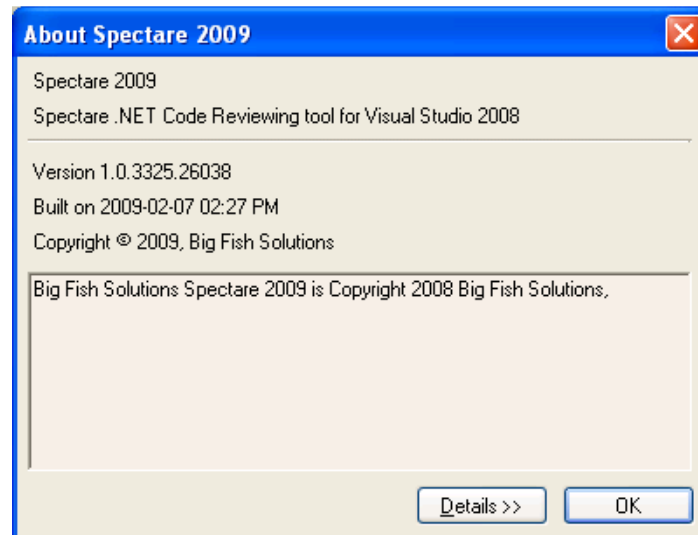 About Spectare 2009
Spectare 2009
Spectare .NET Code Reviewing tool for Visual Studio 2008
Version 1.0.3325.26038
Built on 2009-02-07 02:27 PM
Copyright © 2009, Big Fish Solutions
Big Fish Solutions Spectare 2009 is Copyright 2008 Big Fish Solutions,
Details >>
OK